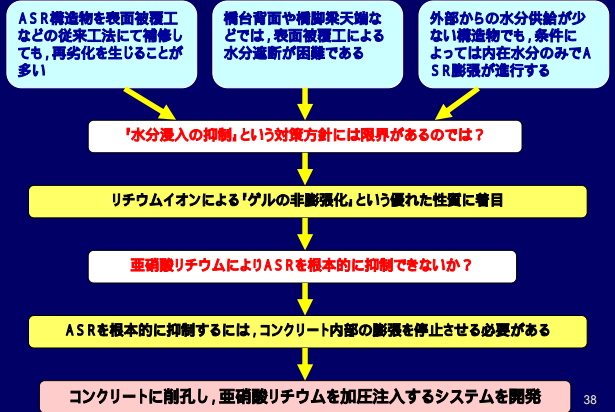 ASR構造物を表面被覆工
などの従来工法にて補修し
ても,再劣化を生じることが
多い
橋台背面や橋脚梁天端な
どでは,表面被覆工による
水分遮断が困難である
外部からの水分供給が少
ない構造物でも,条件に
よっては内在水分のみでA
SR膨張が進行する
『水分浸入の抑制』という対策方針には限界があるのでは?
リチウムイオンによる『ゲルの非膨張化』という優れた性質に着目
亜硝酸リチウムによりASRを根本的に抑制できないか?
ASRを根本的に抑制するには,コンクリート内部の膨張を停止させる必要がある
コンクリートに削孔し,亜硝酸リチウムを加圧注入するシステムを開発
38